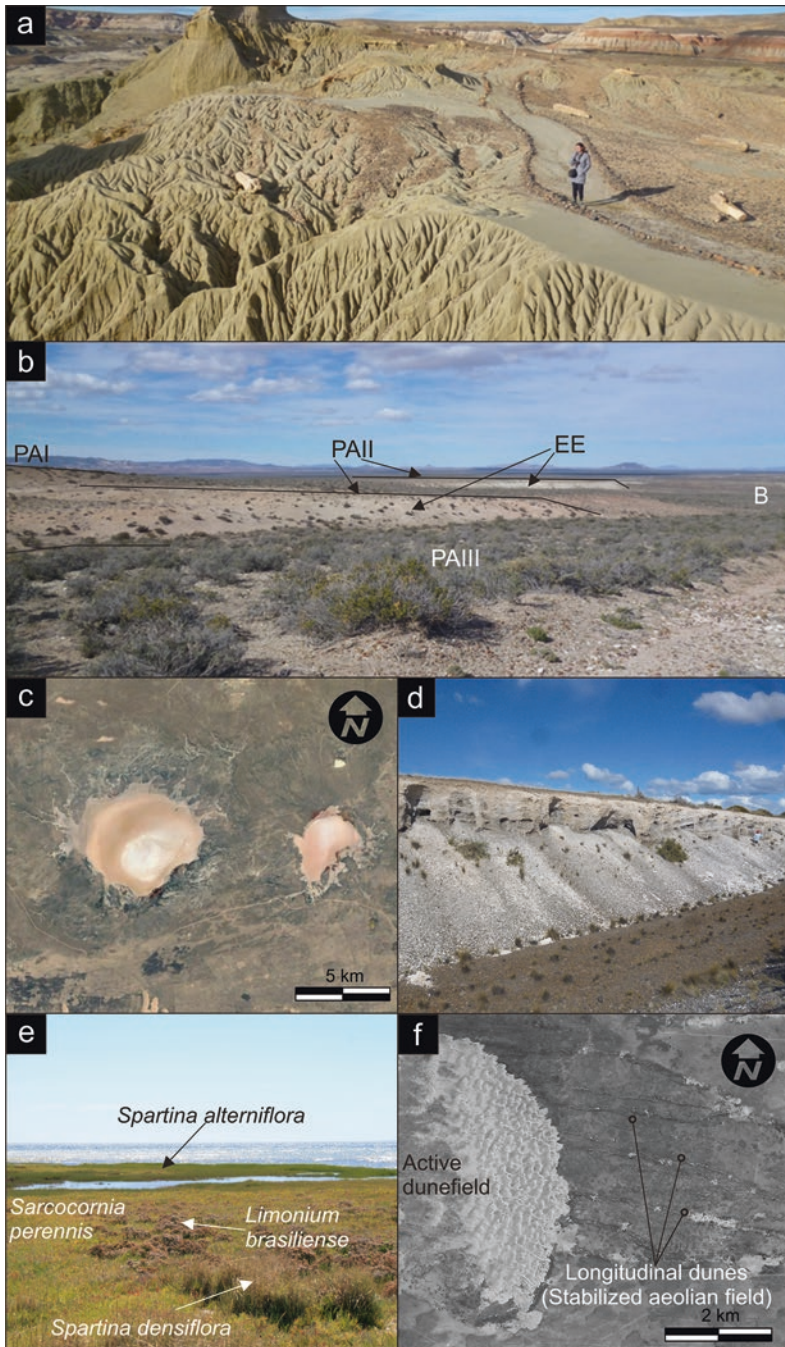 a
b
PAI
PAII
EE
B
PAIII
c
N
5 km
d
e
Spartina alterniflora
Sarcocornia
perennis
Limonium
brasiliense
Spartina densiflora
f
N
Active
dunefield
Longitudinal dunes
(Stabilized aeolian field)
2 km